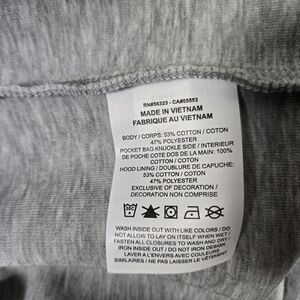 RN#56323 - CA#05553
MADE IN VIETNAM
FABRIQUE AU VIETNAM
BODY / CORPS: 53% COTTON / COTON
47% POLYESTER
POCKET BAG KNUCKLE SIDE / INTERIEUR
DE POCHE COTE DOS DE LA MAIN: 100%
COTTON / COTON
HOOD LINING / DOUBLURE DE CAPUCHE:
53% COTTON / COTON
47% POLYESTER
EXCLUSIVE OF DECORATION /
DECORATION NON COMPRISE
WASH INSIDE OUT WITH LIKE COLORS / DO
NOT ALLOW TO LAY ON ITSELF WHEN WET /
FASTEN ALL CLOSURES TO WASH AND DRY /
IRON INSIDE OUT / DO NOT IRON DESIGN
LAVER A L'ENVERS AVEC COULEURS
SIMILAIRES / NE PAS LAISSER LE VÊTEMENT